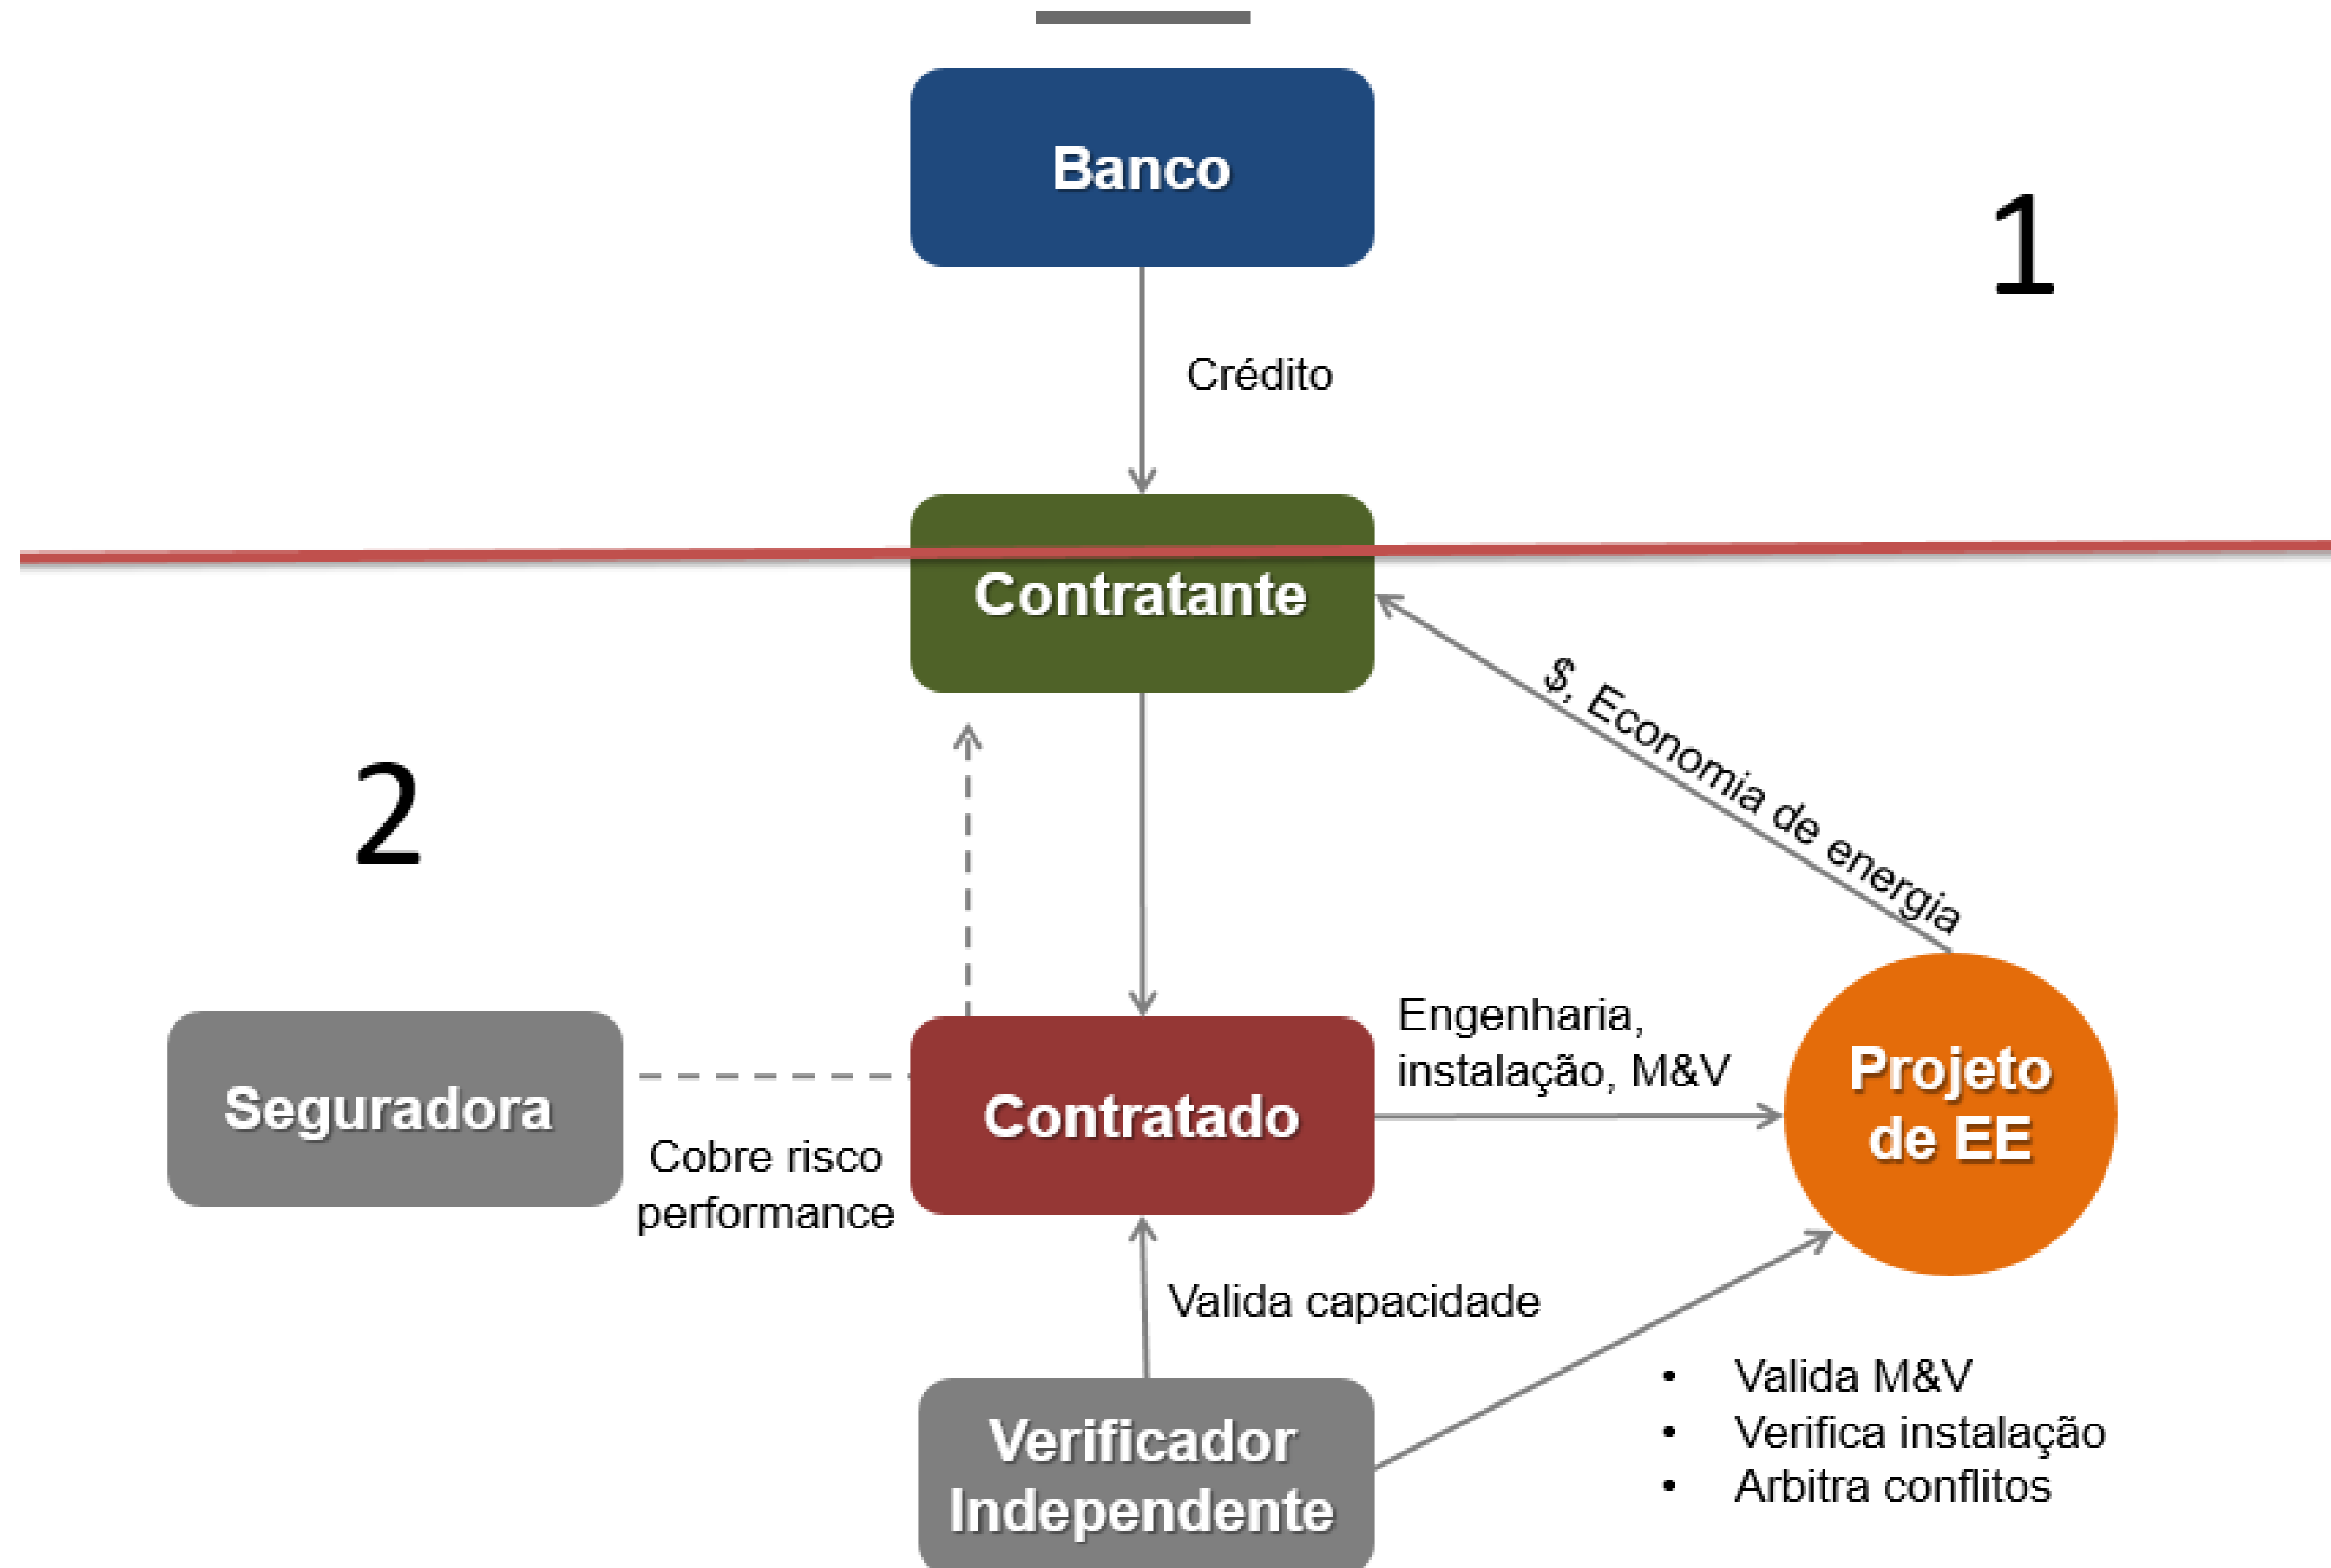 Banco
1
Crédito
Contratante
$, Economia de energia
2
Seguradora
Cobre risco
performance
Contratado
Engenharia,
instalação, M&V
Projeto
de EE
Valida capacidade
Verificador
Independente
• Valida M&V
• Verifica instalação
• Arbitra conflitos